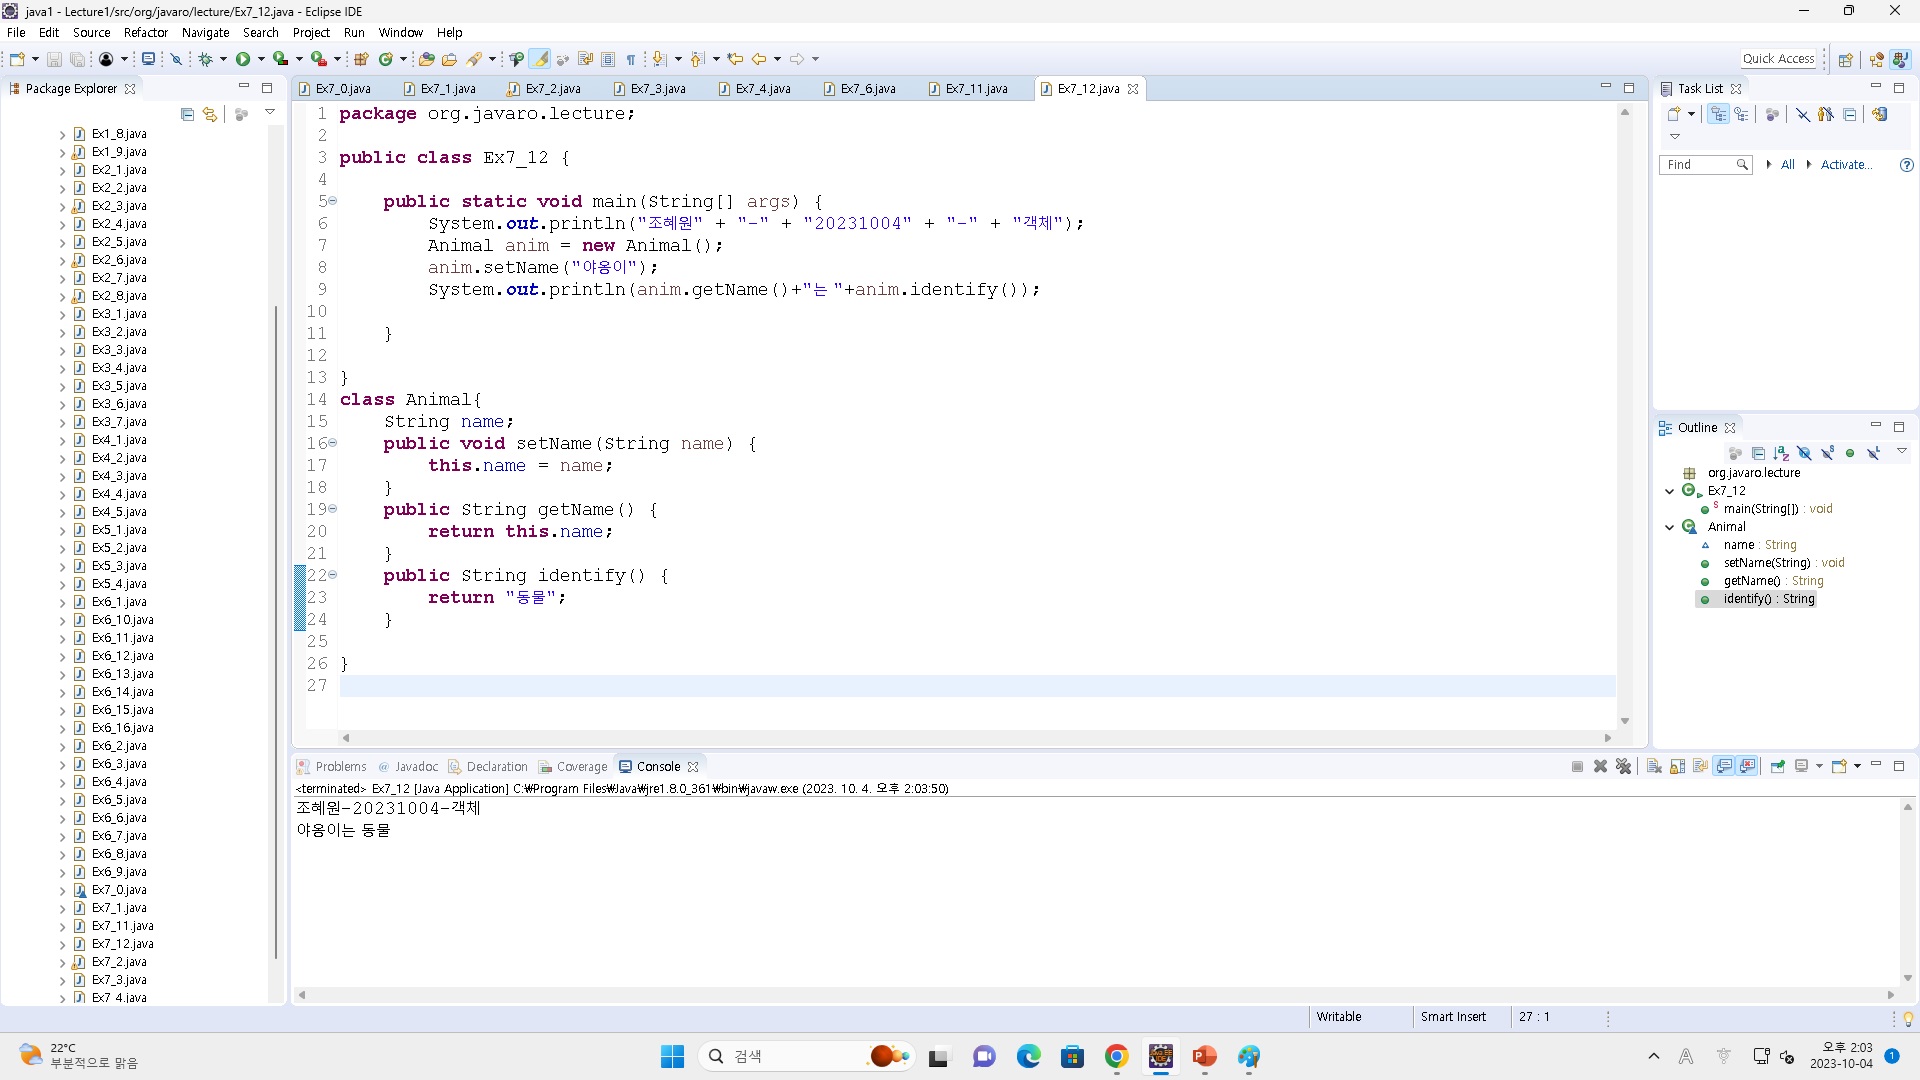 java1 - Lecture1/src/org/javaro/lecture/Ex7_12.java - Eclipse IDE
File Edit Source Refactor Navigate Search Project Run Window Help
Quick Access
Package Explorer
Ex1_8.java
Ex1_9.java
Ex2_1.java
Ex2_2.java
Ex2_3.java
Ex2_4.java
Ex2_5.java
Ex2_6.java
Ex2_7.java
Ex2_8.java
Ex3_1.java
Ex3_2.java
Ex3_3.java
Ex3_4.java
Ex3_5.java
Ex3_6.java
Ex3_7.java
Ex4_1.java
Ex4_2.java
Ex4_3.java
Ex4_4.java
Ex4_5.java
Ex5_1.java
Ex5_2.java
Ex5_3.java
Ex5_4.java
Ex6_1.java
Ex6_10.java
Ex6_11.java
Ex6_12.java
Ex6_13.java
Ex6_14.java
Ex6_15.java
Ex6_16.java
Ex6_2.java
Ex6_3.java
Ex6_4.java
Ex6_5.java
Ex6_6.java
Ex6_7.java
Ex6_8.java
Ex6_9.java
Ex7_0.java
Ex7_1.java
Ex7_11.java
Ex7_12.java
Ex7_2.java
Ex7_3.java
Ex7_4.java
Ex7_0.java Ex7_1.java Ex7_2.java Ex7_3.java Ex7_4.java Ex7_6.java Ex7_11.java Ex7_12.java
1 package org.javaro.lecture;
2
3 public class Ex7_12 {
4
5 public static void main(String[] args) {
6 System.out.println("조혜원" + "-" + "20231004" + "-" + "객체");
7 Animal anim = new Animal();
8 anim.setName("야옹이");
9 System.out.println(anim.getName()+"는 "+anim.identify());
10
11 }
12
13 }
14 class Animal{
15 String name;
16 public void setName(String name) {
17 this.name = name;
18 }
19 public String getName() {
20 return this.name;
21 }
22 public String identify() {
23 return "동물";
24 }
25
26 }
27
Problems Javadoc Declaration Coverage Console
<terminated> Ex7_12 [Java Application] C:₩Program Files₩Java₩jre1.8.0_361₩bin₩javaw.exe (2023. 10. 4. 오후 2:03:50)
조혜원-20231004-객체
야옹이는 동물
Task List
Find All Activate...
Outline
org.javaro.lecture
Ex7_12
main(String[]) : void
Animal
name : String
setName(String) : void
getName() : String
identify() : String
Writable Smart Insert 27 : 1
22°C
부분적으로 맑음
검색
오후 2:03
2023-10-04
1